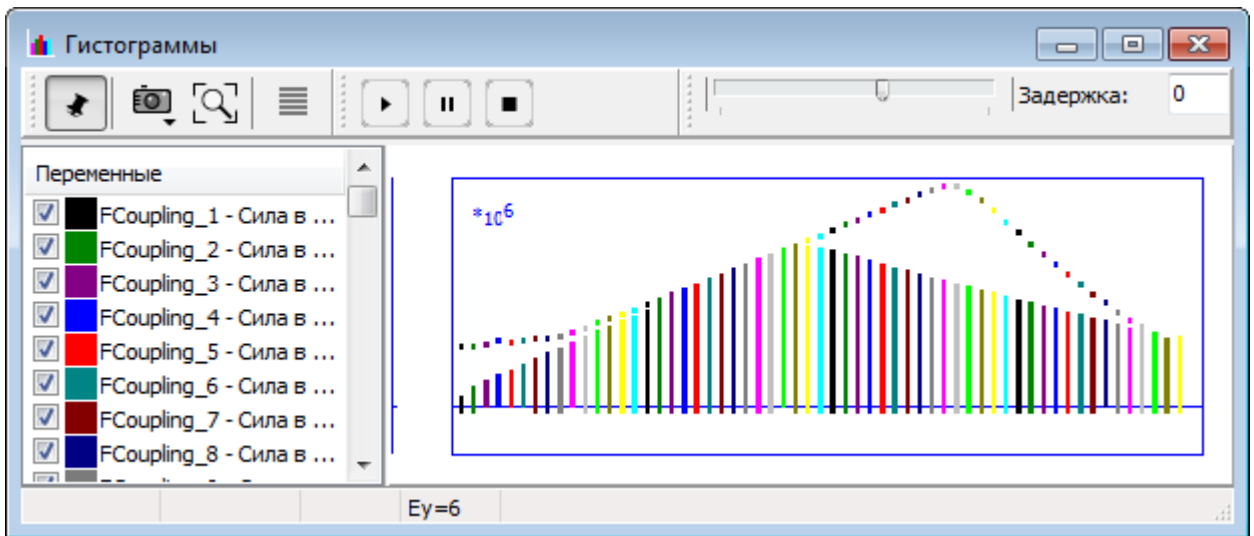 Гистограммы
Задержка: 0
Переменные
FCoupling_1 - Сила в ...
FCoupling_2 - Сила в ...
FCoupling_3 - Сила в ...
FCoupling_4 - Сила в ...
FCoupling_5 - Сила в ...
FCoupling_6 - Сила в ...
FCoupling_7 - Сила в ...
FCoupling_8 - Сила в ...
*10^6
Ey=6